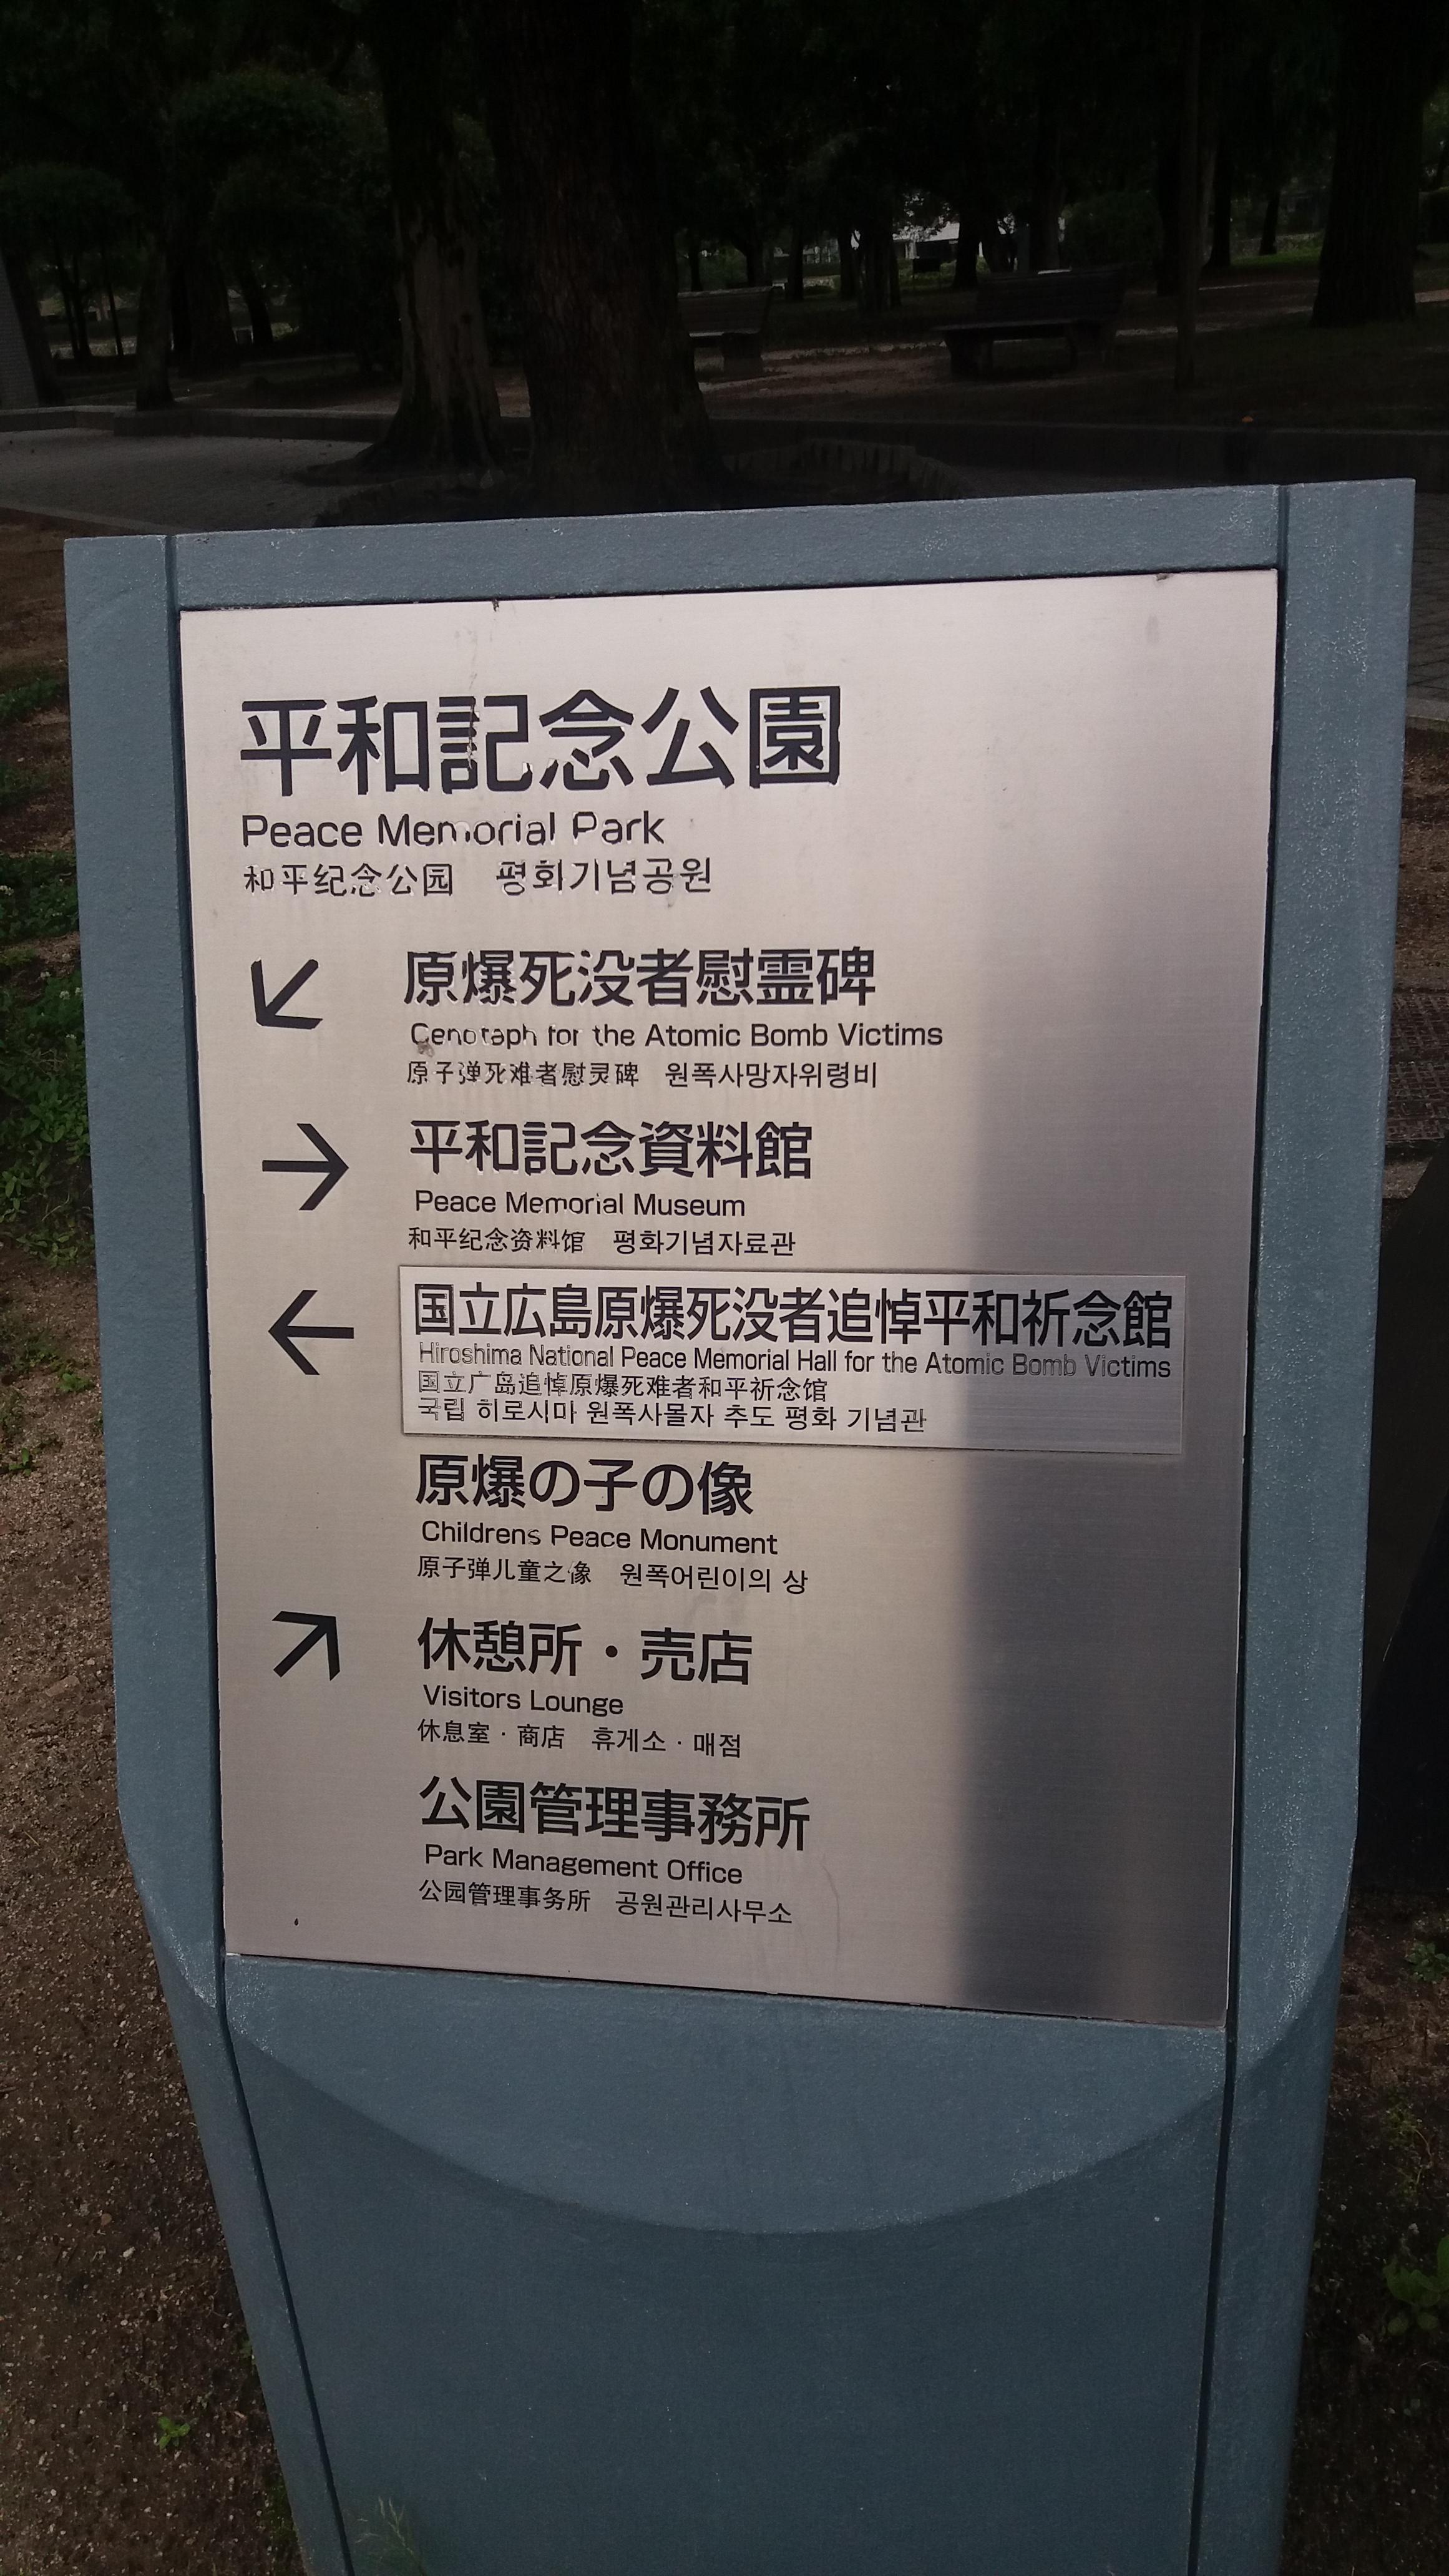 平和記念公園
Peace Memorial Park
和平纪念公园 평화기념공원
原爆死没者慰霊碑
Cenotaph for the Atomic Bomb Victims
原子弹死难者慰灵碑 원폭사망자위령비
平和記念資料館
Peace Memorial Museum
和平纪念资料馆 평화기념자료관
国立広島原爆死没者追悼平和祈念館
Hiroshima National Peace Memorial Hall for the Atomic Bomb Victims
国立广岛追悼原爆死难者和平祈念馆
국립 히로시마 원폭사몰자 추도 평화 기념관
原爆の子の像
Childrens Peace Monument
原子弹儿童之像 원폭어린이의 상
休憩所・売店
Visitors Lounge
休息室・商店 휴게소・매점
公園管理事務所
Park Management Office
公园管理事务所 공원관리사무소